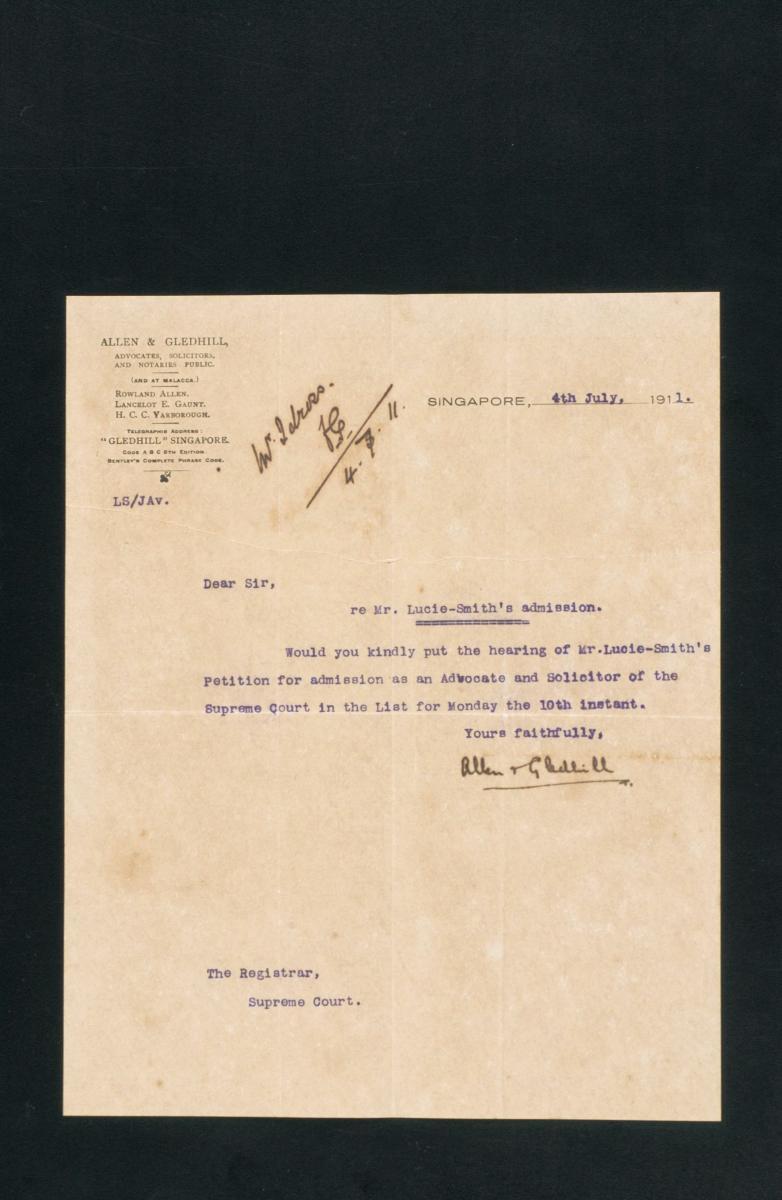 ALLEN & GLEDHILL,
ADVOCATES, SOLICITORS,
AND NOTARIES PUBLIC.
(AND AT MALACCA.)
ROWLAND ALLEN.
LANCELOT E. GAUNT.
H. C. C. YARBOROUGH.
TELEGRAPHIC ADDRESS:
"GLEDHILL" SINGAPORE.
CODE A B C 5TH EDITION.
BENTLEY'S COMPLETE PHRASE CODE.
Mr. Idross.
4. 7. 11.
SINGAPORE, 4th July, 1911.
LS/JAv.
Dear Sir,
re Mr. Lucie-Smith's admission.
Would you kindly put the hearing of Mr.Lucie-Smith's
Petition for admission as an Advocate and Solicitor of the
Supreme Court in the List for Monday the 10th instant.
Yours faithfully,
Allen & Gledhill
The Registrar,
Supreme Court.